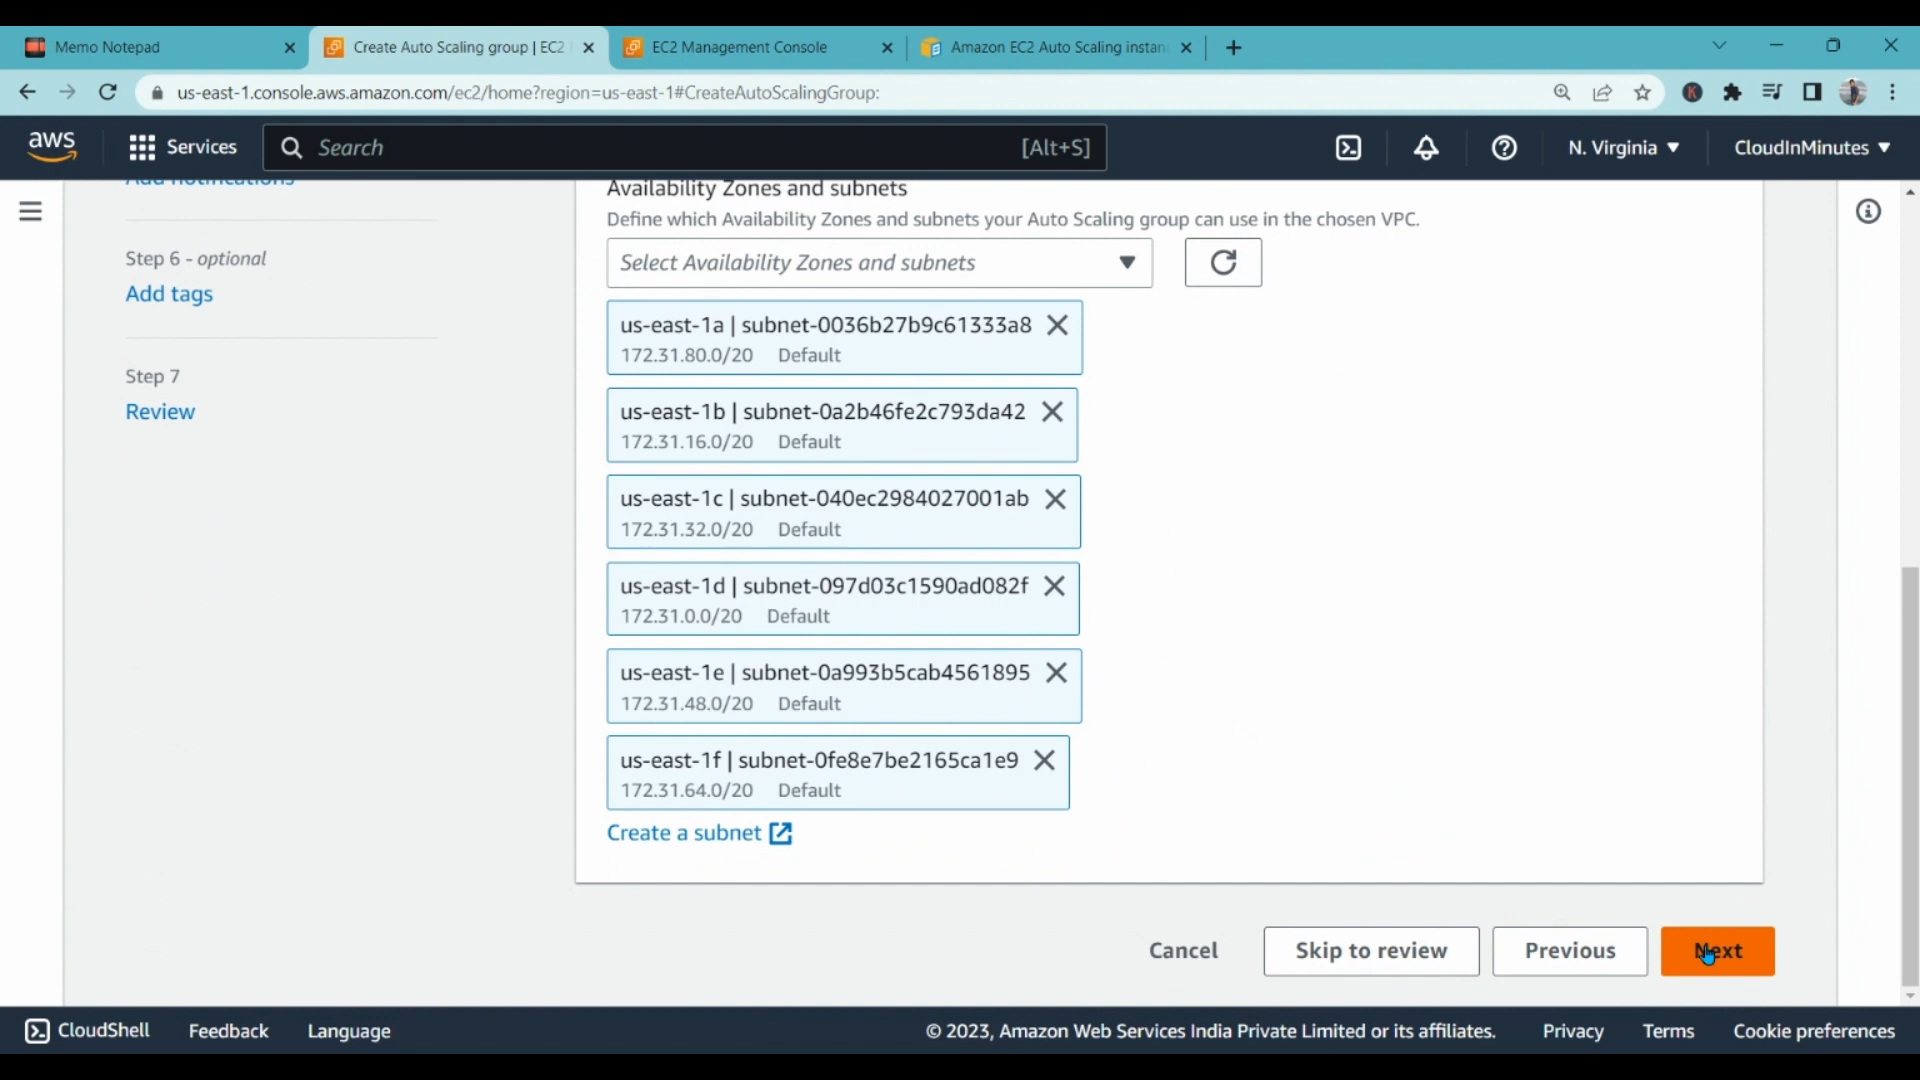 Memo Notepad
Create Auto Scaling group | EC2
EC2 Management Console
Amazon EC2 Auto Scaling instan
us-east-1.console.aws.amazon.com/ec2/home?region=us-east-1#CreateAutoScalingGroup:
K
aws
Services
Search
[Alt+S]
N. Virginia
CloudInMinutes
Add notifications
Step 6 - optional
Add tags
Step 7
Review
Availability Zones and subnets
Define which Availability Zones and subnets your Auto Scaling group can use in the chosen VPC.
Select Availability Zones and subnets
us-east-1a | subnet-0036b27b9c61333a8
172.31.80.0/20 Default
us-east-1b | subnet-0a2b46fe2c793da42
172.31.16.0/20 Default
us-east-1c | subnet-040ec2984027001ab
172.31.32.0/20 Default
us-east-1d | subnet-097d03c1590ad082f
172.31.0.0/20 Default
us-east-1e | subnet-0a993b5cab4561895
172.31.48.0/20 Default
us-east-1f | subnet-0fe8e7be2165ca1e9
172.31.64.0/20 Default
Create a subnet
Cancel
Skip to review
Previous
Next
CloudShell
Feedback
Language
© 2023, Amazon Web Services India Private Limited or its affiliates.
Privacy
Terms
Cookie preferences